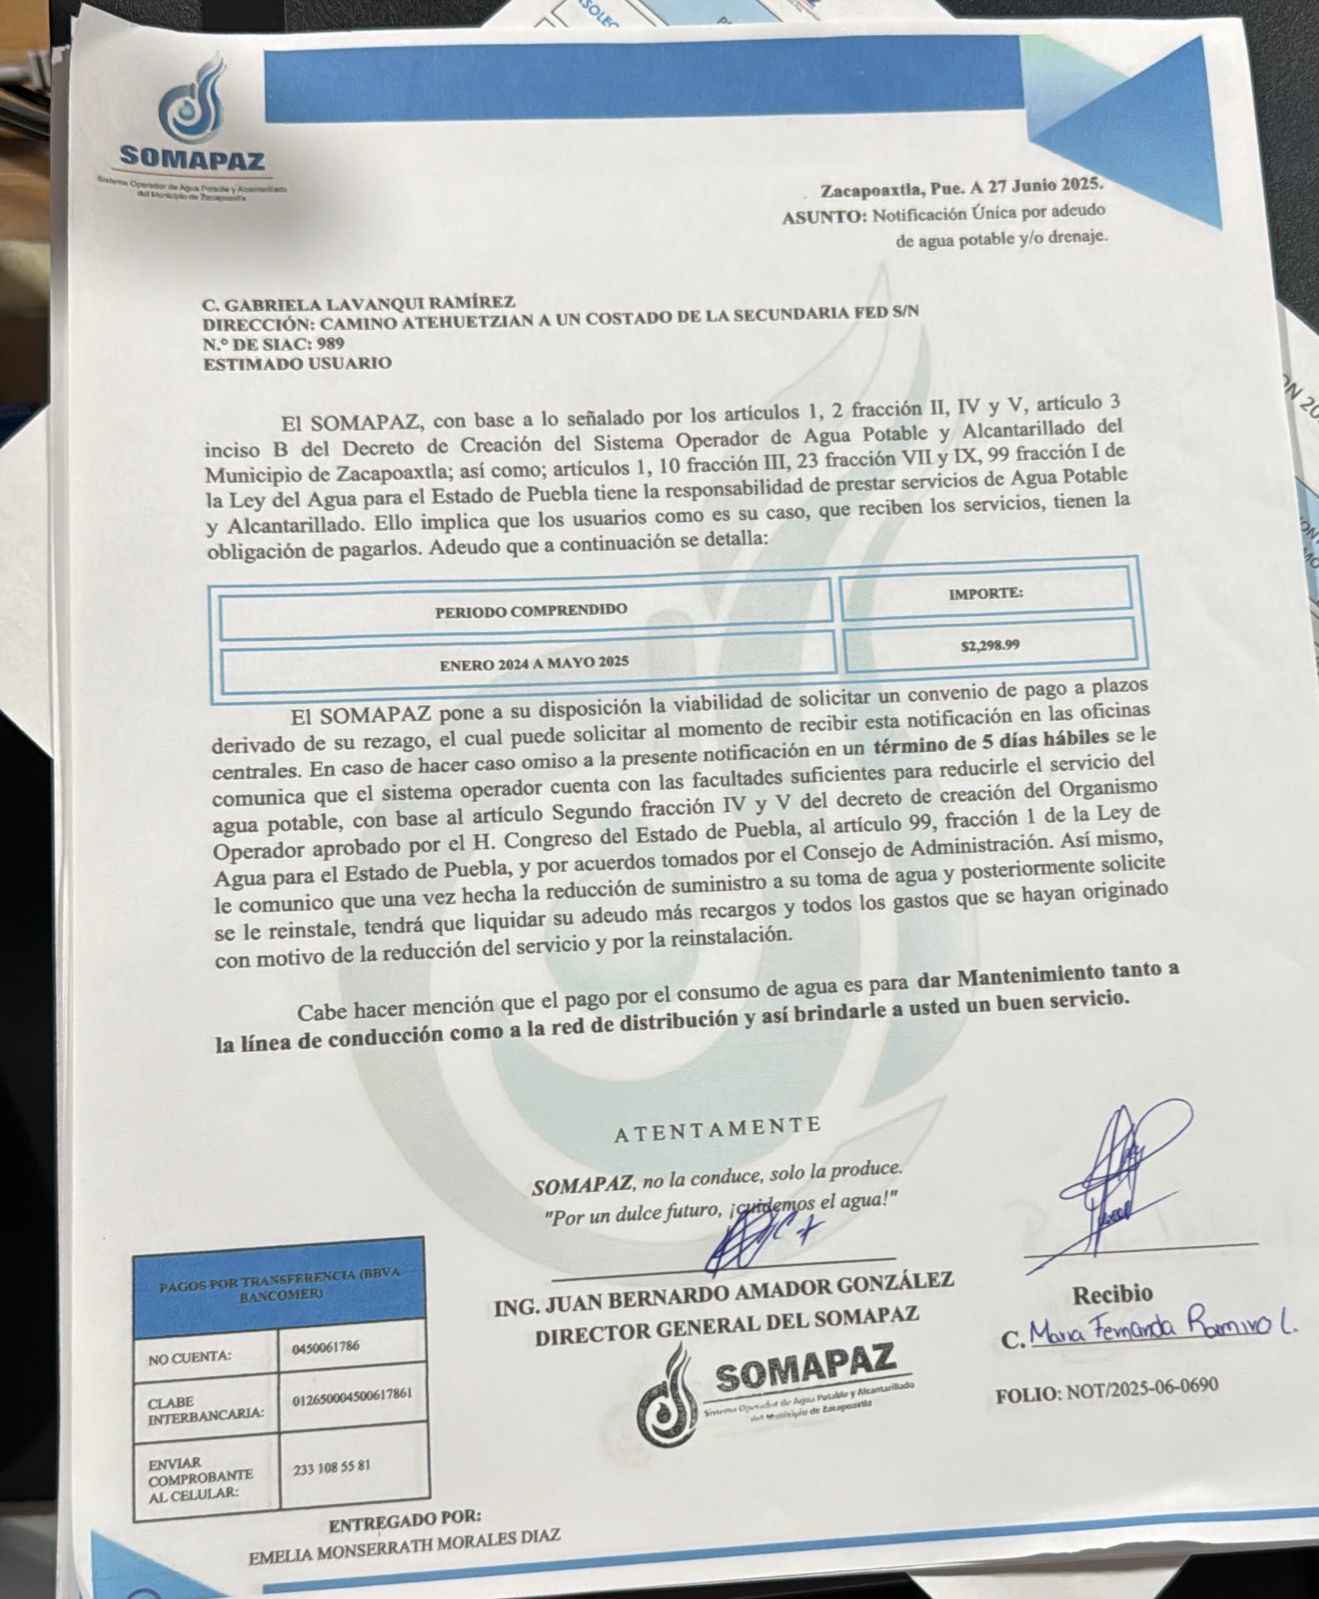 SOMAPAZ
Sistema Operador de Agua Potable y Alcantarillado
del Municipio de Zacapoaxtla
Zacapoaxtla, Pue. A 27 Junio 2025.
ASUNTO: Notificación Única por adeudo
de agua potable y/o drenaje.
C. GABRIELA LAVANQUI RAMÍREZ
DIRECCIÓN: CAMINO ATEHUETZIAN A UN COSTADO DE LA SECUNDARIA FED S/N
N.º DE SIAC: 989
ESTIMADO USUARIO
El SOMAPAZ, con base a lo señalado por los artículos 1, 2 fracción II, IV y V, artículo 3
inciso B del Decreto de Creación del Sistema Operador de Agua Potable y Alcantarillado del
Municipio de Zacapoaxtla; así como; artículos 1, 10 fracción III, 23 fracción VII y IX, 99 fracción I de
la Ley del Agua para el Estado de Puebla tiene la responsabilidad de prestar servicios de Agua Potable
y Alcantarillado. Ello implica que los usuarios como es su caso, que reciben los servicios, tienen la
obligación de pagarlos. Adeudo que a continuación se detalla:
PERIODO COMPRENDIDO
IMPORTE:
ENERO 2024 A MAYO 2025
$2,298.99
El SOMAPAZ pone a su disposición la viabilidad de solicitar un convenio de pago a plazos
derivado de su rezago, el cual puede solicitar al momento de recibir esta notificación en las oficinas
centrales. En caso de hacer caso omiso a la presente notificación en un término de 5 días hábiles se le
comunica que el sistema operador cuenta con las facultades suficientes para reducirle el servicio del
agua potable, con base al artículo Segundo fracción IV y V del decreto de creación del Organismo
Operador aprobado por el H. Congreso del Estado de Puebla, al artículo 99, fracción 1 de la Ley de
Agua para el Estado de Puebla, y por acuerdos tomados por el Consejo de Administración. Así mismo,
le comunico que una vez hecha la reducción de suministro a su toma de agua y posteriormente solicite
se le reinstale, tendrá que liquidar su adeudo más recargos y todos los gastos que se hayan originado
con motivo de la reducción del servicio y por la reinstalación.
Cabe hacer mención que el pago por el consumo de agua es para dar Mantenimiento tanto a
la línea de conducción como a la red de distribución y así brindarle a usted un buen servicio.
ATENTAMENTE
SOMAPAZ, no la conduce, solo la produce.
"Por un dulce futuro, ¡cuidemos el agua!"
ING. JUAN BERNARDO AMADOR GONZÁLEZ
DIRECTOR GENERAL DEL SOMAPAZ
SOMAPAZ
Sistema Operador de Agua Potable y Alcantarillado
del Municipio de Zacapoaxtla
Recibio
C. Maria Fernanda Ramiro L.
FOLIO: NOT/2025-06-0690
PAGOS POR TRANSFERENCIA (BBVA
BANCOMER)
NO CUENTA:
0450061786
CLABE
INTERBANCARIA:
012650004500617861
ENVIAR
COMPROBANTE
AL CELULAR:
233 108 55 81
ENTREGADO POR:
EMELIA MONSERRATH MORALES DIAZ